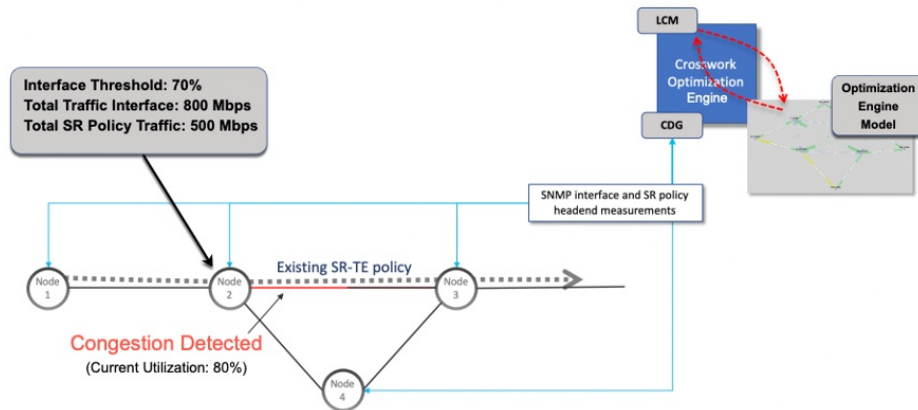 LCM
Crosswork
Optimization
Engine
CDG
Optimization
Engine
Model
Interface Threshold: 70%
Total Traffic Interface: 800 Mbps
Total SR Policy Traffic: 500 Mbps
SNMP interface and SR policy
headend measurements
Existing SR-TE policy
Node
1
Node
2
Node
3
Congestion Detected
(Current Utilization: 80%)
Node
4